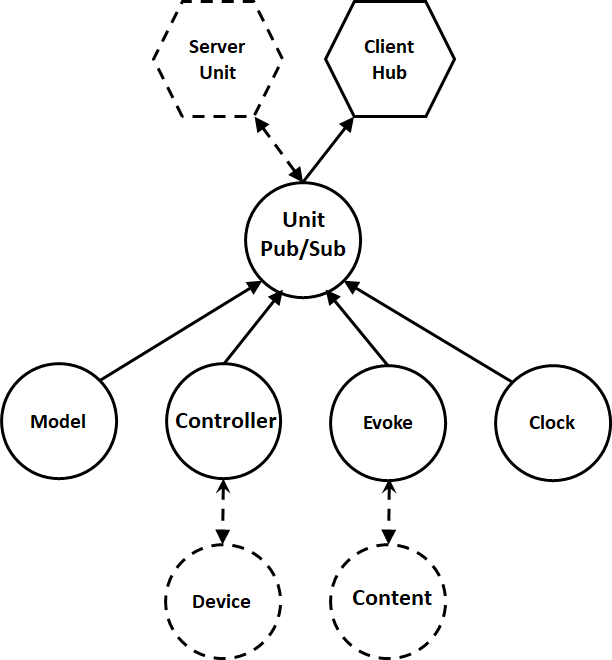 Server
Unit
Client
Hub
Unit
Pub/Sub
Model
Controller
Evoke
Clock
Device
Content